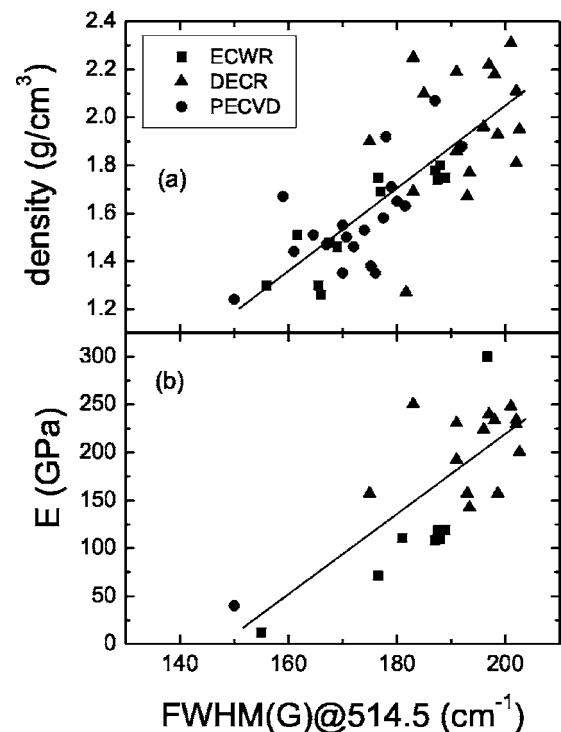 2.4
2.2
2.0
1.8
1.6
1.4
1.2
density (g/cm³)
ECWR
DECR
PECVD
(a)
300
250
200
150
100
50
0
E (GPa)
(b)
140 160 180 200
FWHM(G)@514.5 (cm⁻¹)